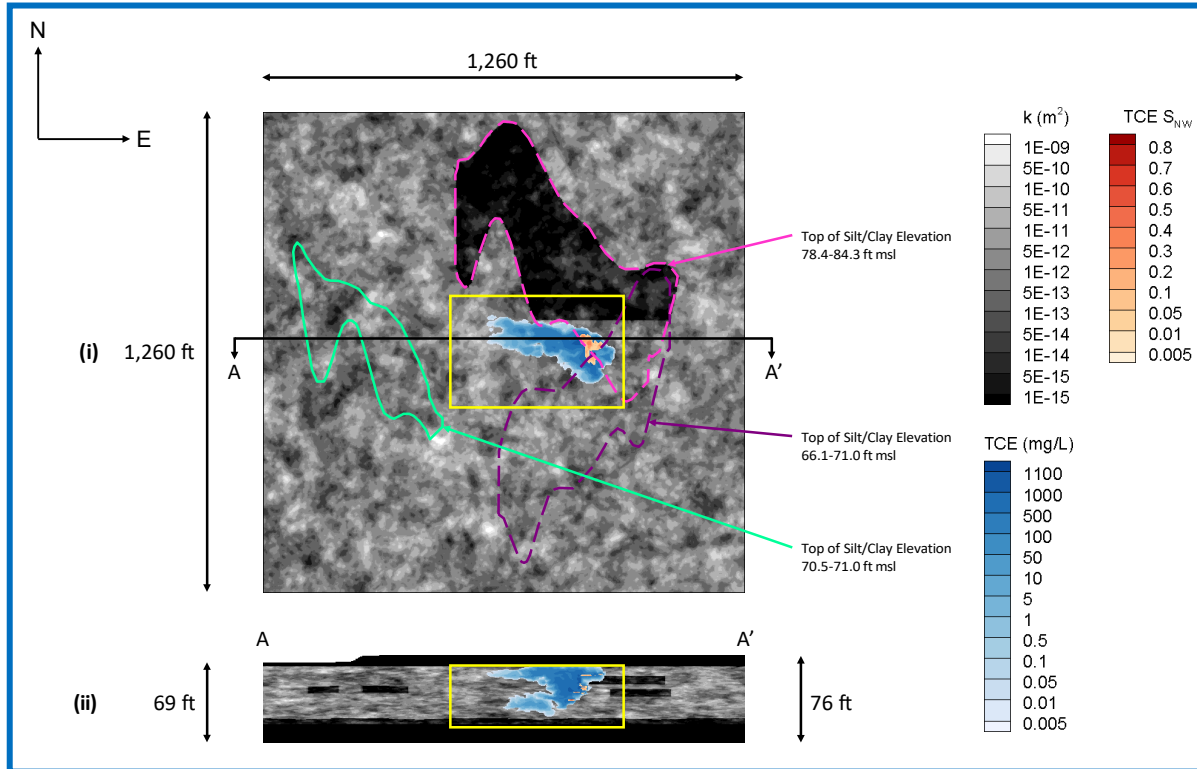 N
E
1,260 ft
1,260 ft
(i)
A
A’
k (m2)
1E-09
5E-10
1E-10
5E-11
1E-11
5E-12
1E-12
5E-13
1E-13
5E-14
1E-14
5E-15
1E-15
TCE SNW
0.8
0.7
0.6
0.5
0.4
0.3
0.2
0.1
0.05
0.01
0.005
Top of Silt/Clay Elevation
78.4-84.3 ft msl
Top of Silt/Clay Elevation
66.1-71.0 ft msl
Top of Silt/Clay Elevation
70.5-71.0 ft msl
TCE (mg/L)
1100
1000
500
100
50
10
5
1
0.5
0.1
0.05
0.01
0.005
A
A’
(ii)
69 ft
76 ft